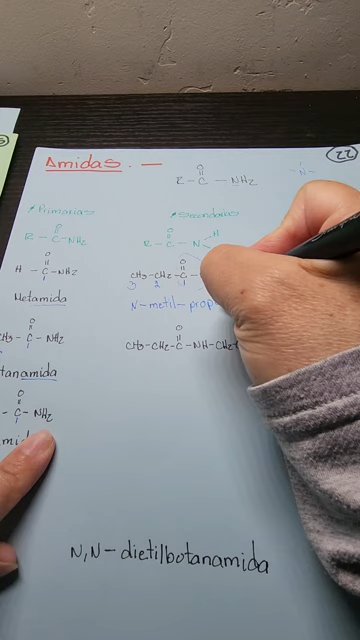 Amidas. —
22
O
R — C — NH2
N
* Primarias
* Secundarias
O
R — C — NH2
O
R — C — N
H
O
H — C — NH2
O
CH3 — CH2 — C
3 2 1
Metamida
N — metil — prop
O
CH3 — C — NH2
O
CH3 — CH2 — C — NH — CH2
tanamida
O
C — NH2
amid
N,N — dietilbotanamida